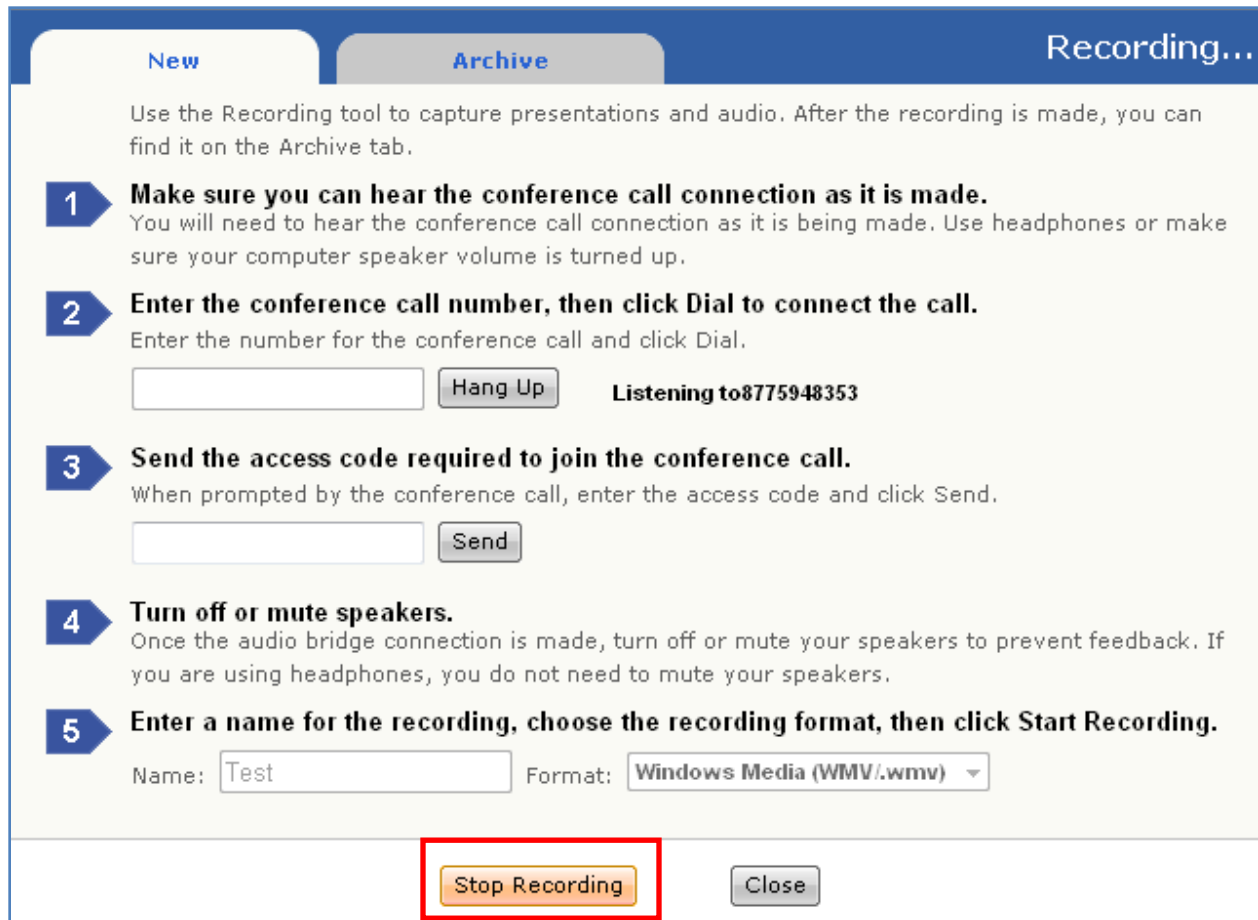 New
Archive
Recording...
Use the Recording tool to capture presentations and audio. After the recording is made, you can
find it on the Archive tab.
1
Make sure you can hear the conference call connection as it is made.
You will need to hear the conference call connection as it is being made. Use headphones or make
sure your computer speaker volume is turned up.
2
Enter the conference call number, then click Dial to connect the call.
Enter the number for the conference call and click Dial.
Hang Up
Listening to8775948353
3
Send the access code required to join the conference call.
When prompted by the conference call, enter the access code and click Send.
Send
4
Turn off or mute speakers.
Once the audio bridge connection is made, turn off or mute your speakers to prevent feedback. If
you are using headphones, you do not need to mute your speakers.
5
Enter a name for the recording, choose the recording format, then click Start Recording.
Name: Test Format: Windows Media (WMV/.wmv)
Stop Recording
Close